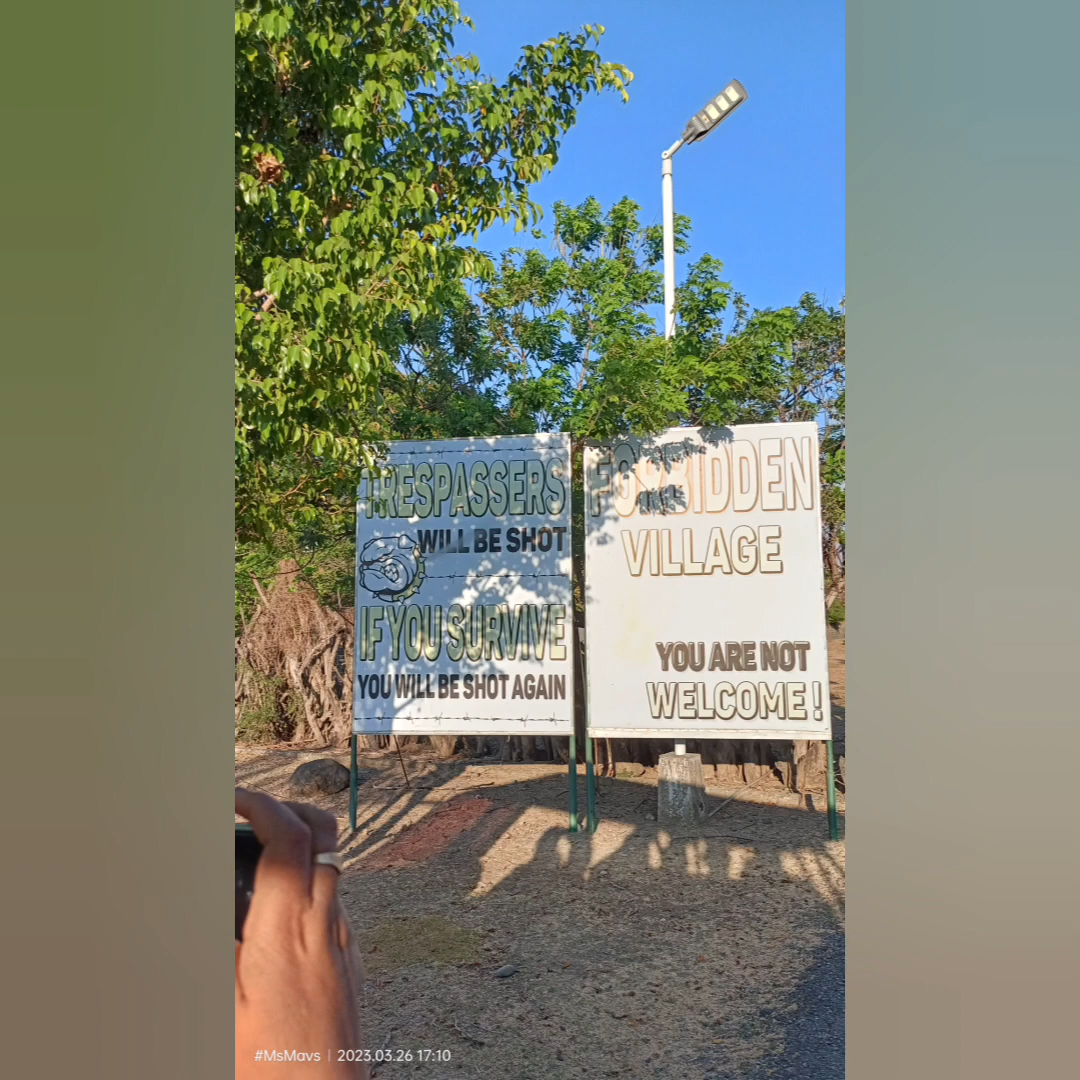 TRESPASSERS
WILL BE SHOT
IF YOU SURVIVE
YOU WILL BE SHOT AGAIN
FORBIDDEN
VILLAGE
YOU ARE NOT
WELCOME!
#MsMavs | 2023.03.26 17:10